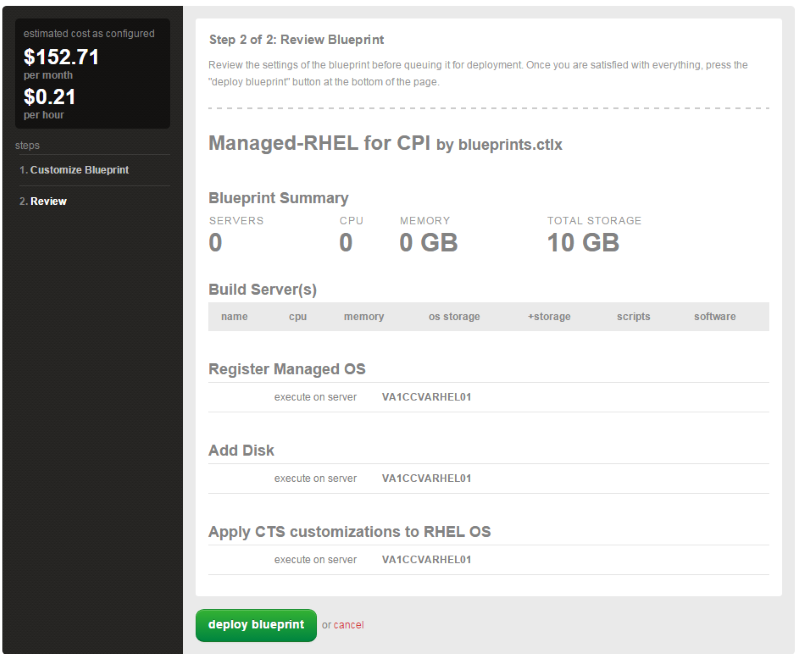 estimated cost as configured
$152.71
per month
$0.21
per hour
steps
1. Customize Blueprint
2. Review
Step 2 of 2: Review Blueprint
Review the settings of the blueprint before queuing it for deployment. Once you are satisfied with everything, press the
"deploy blueprint" button at the bottom of the page.
Managed-RHEL for CPI by blueprints.ctlx
Blueprint Summary
SERVERS CPU MEMORY TOTAL STORAGE
0 0 0 GB 10 GB
Build Server(s)
name cpu memory os storage +storage scripts software
Register Managed OS
execute on server VA1CCVARHEL01
Add Disk
execute on server VA1CCVARHEL01
Apply CTS customizations to RHEL OS
execute on server VA1CCVARHEL01
deploy blueprint or cancel